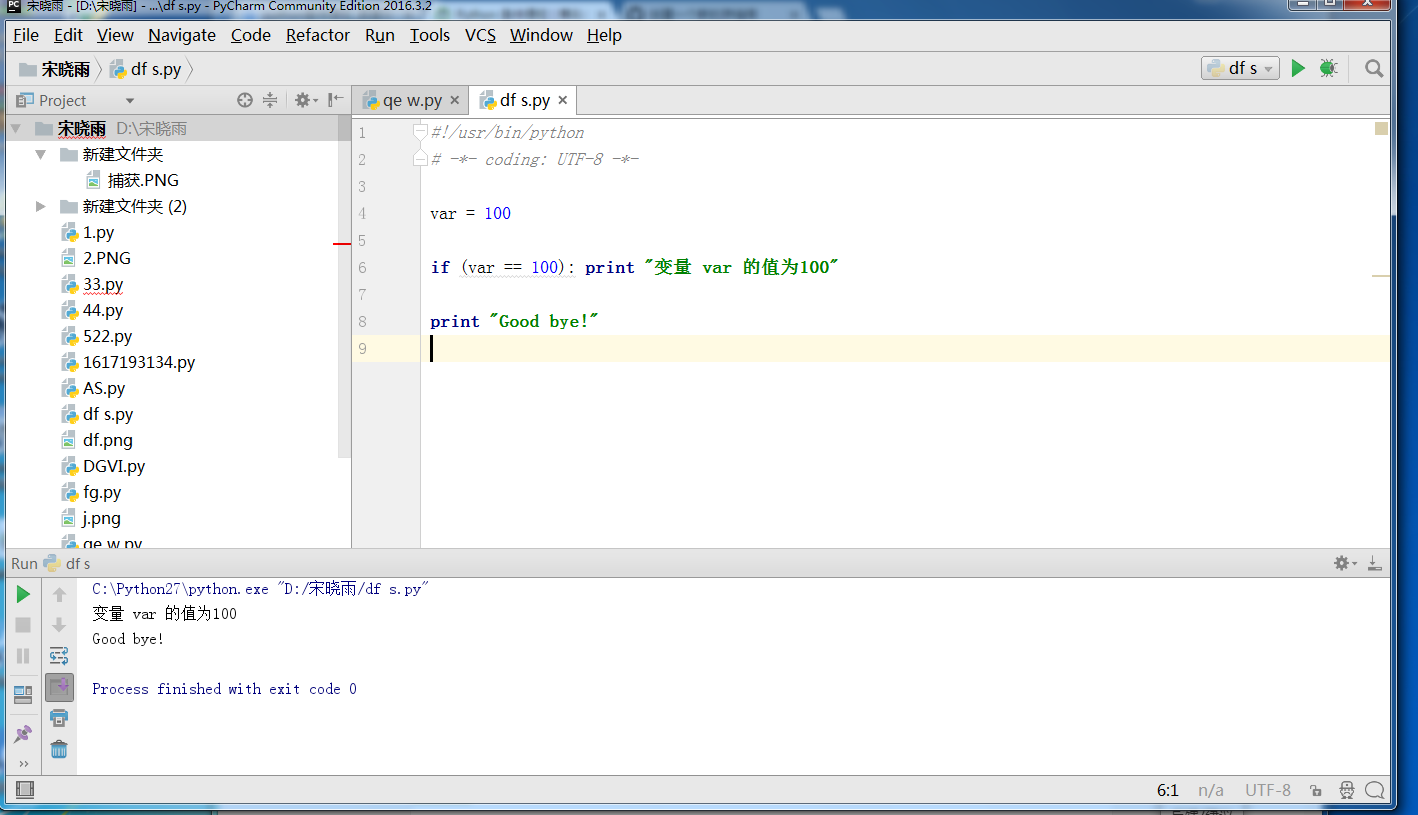 宋晓雨 - [D:\宋晓雨] - ...\df s.py - PyCharm Community Edition 2016.3.2
File Edit View Navigate Code Refactor Run Tools VCS Window Help
宋晓雨 df s.py df s
Project qe w.py df s.py
宋晓雨 D:\宋晓雨
新建文件夹
捕获.PNG
新建文件夹 (2)
1.py
2.PNG
33.py
44.py
522.py
1617193134.py
AS.py
df s.py
df.png
DGVI.py
fg.py
j.png
qe w.py
1 #!/usr/bin/python
2 # -*- coding: UTF-8 -*-
3
4 var = 100
5
6 if (var == 100): print "变量 var 的值为100"
7
8 print "Good bye!"
9
Run df s
C:\Python27\python.exe "D:/宋晓雨/df s.py"
变量 var 的值为100
Good bye!
Process finished with exit code 0
6:1 n/a UTF-8